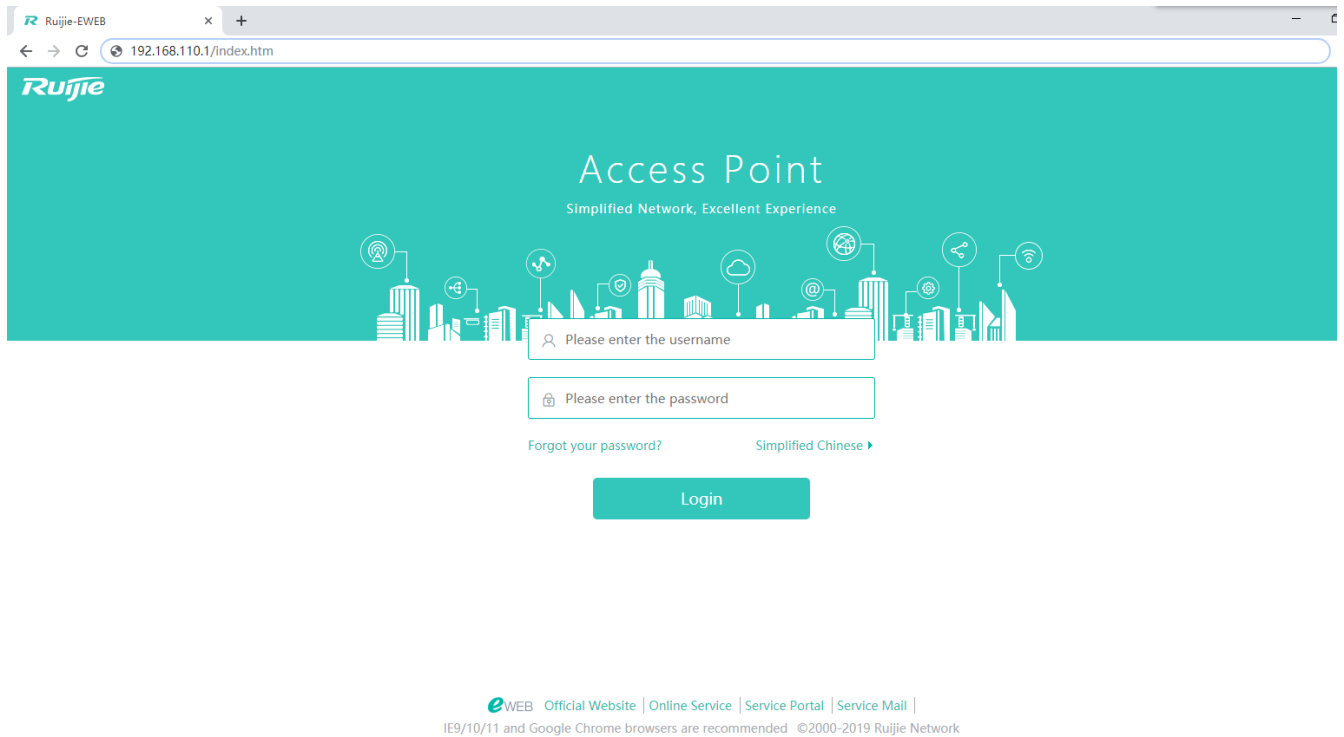 Ruijie-EWEB
192.168.110.1/index.htm
Ruijie
Access Point
Simplified Network, Excellent Experience
@
Please enter the username
Please enter the password
Forgot your password? Simplified Chinese
Login
eWEB Official Website | Online Service | Service Portal | Service Mail |
IE9/10/11 and Google Chrome browsers are recommended ©2000-2019 Ruijie Network